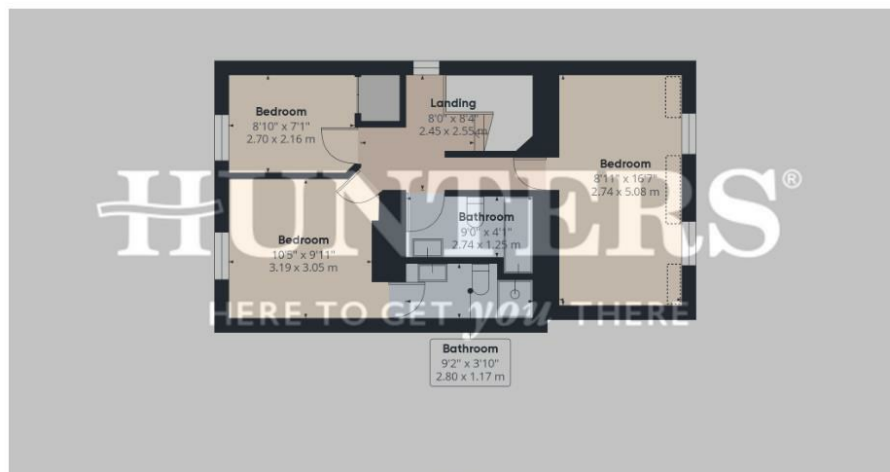 Bedroom
8'10" x 7'1"
2.70 x 2.16 m
Landing
8'0" x 8'4"
2.45 x 2.55 m
Bedroom
8'11" x 16'7"
2.74 x 5.08 m
HUNTERS®
Bathroom
9'0" x 4'1"
2.74 x 1.25 m
Bedroom
10'5" x 9'11"
3.19 x 3.05 m
HERE TO GET you THERE
Bathroom
9'2" x 3'10"
2.80 x 1.17 m